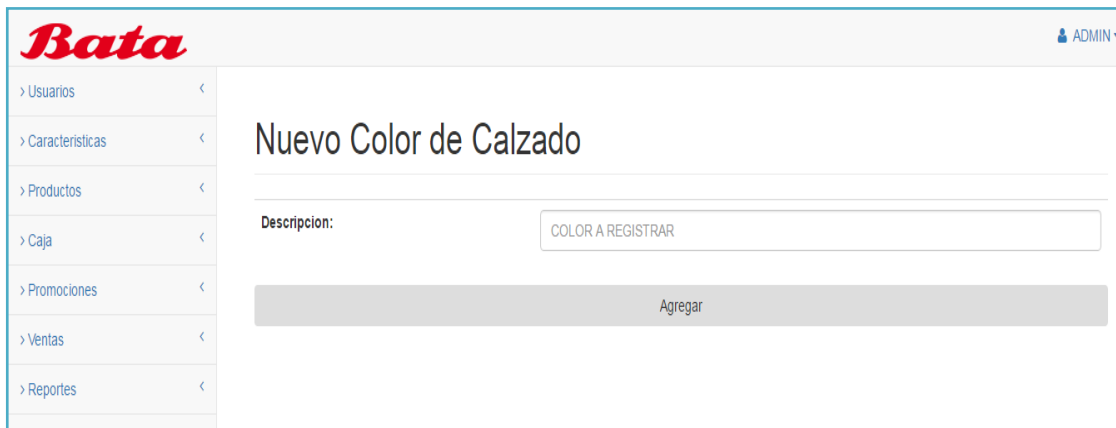 Bata
ADMIN
> Usuarios
> Caracteristicas
> Productos
> Caja
> Promociones
> Ventas
> Reportes
Nuevo Color de Calzado
Descripcion:
COLOR A REGISTRAR
Agregar